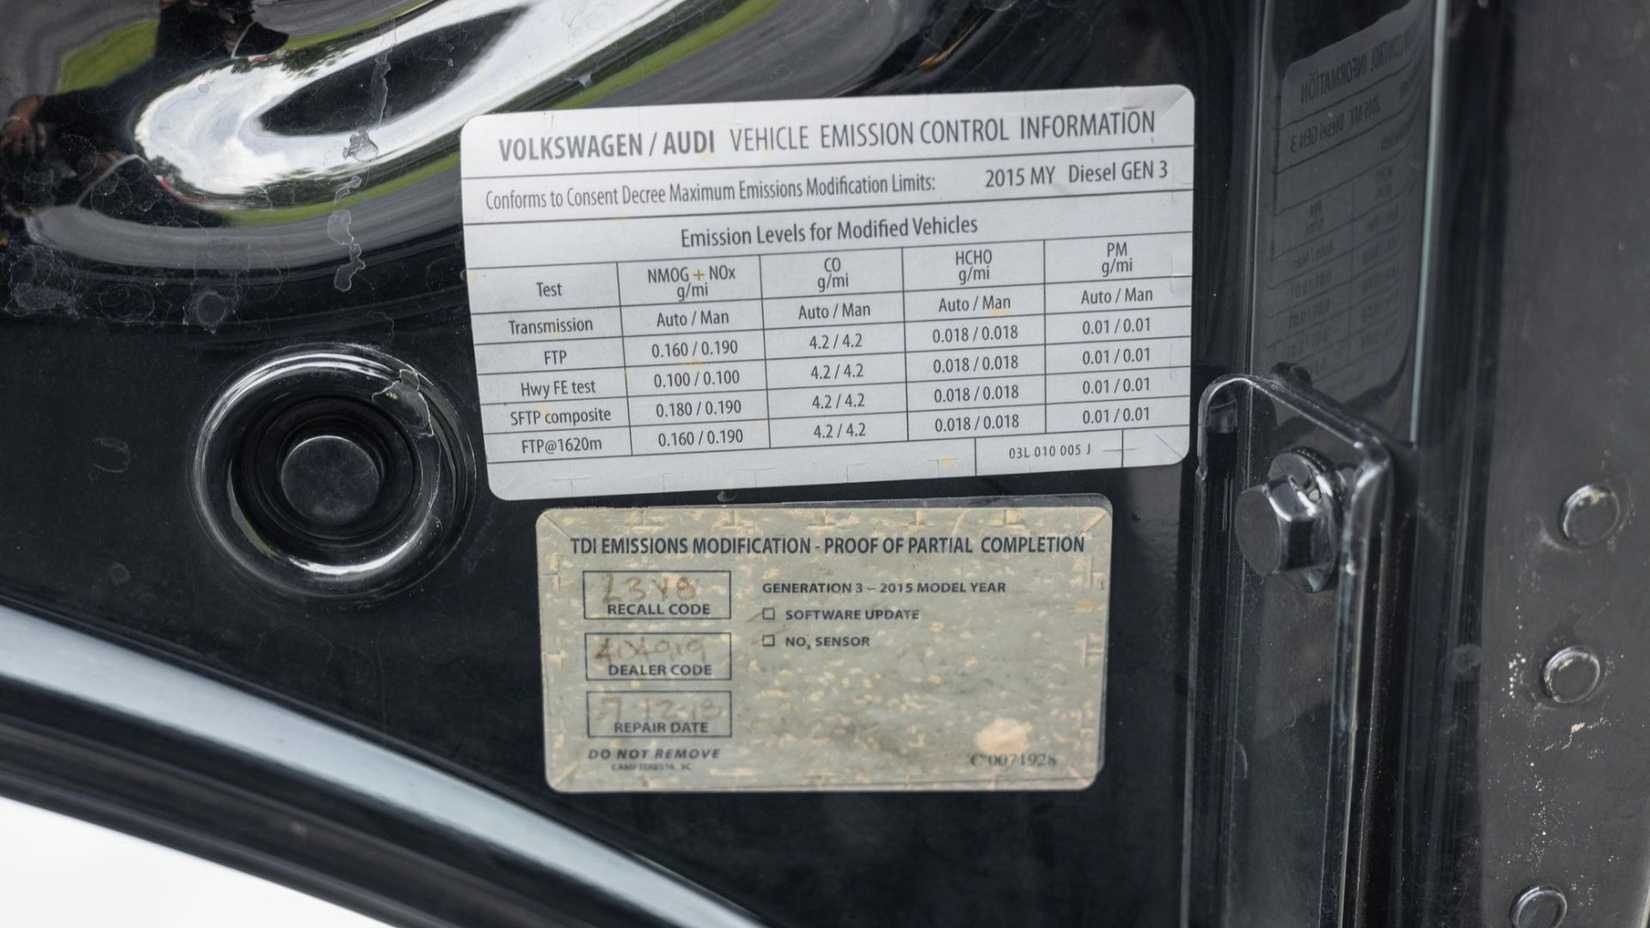 VOLKSWAGEN / AUDI VEHICLE EMISSION CONTROL INFORMATION
Conforms to Consent Decree Maximum Emissions Modification Limits: 2015 MY Diesel GEN 3
Emission Levels for Modified Vehicles
Test NMOG + NOx g/mi CO g/mi HCHO g/mi PM g/mi
Transmission Auto / Man Auto / Man Auto / Man Auto / Man
FTP 0.160 / 0.190 4.2 / 4.2 0.018 / 0.018 0.01 / 0.01
Hwy FE test 0.100 / 0.100 4.2 / 4.2 0.018 / 0.018 0.01 / 0.01
SFTP composite 0.180 / 0.190 4.2 / 4.2 0.018 / 0.018 0.01 / 0.01
FTP@1620m 0.160 / 0.190 4.2 / 4.2 0.018 / 0.018 0.01 / 0.01
03L 010 005 J
TDI EMISSIONS MODIFICATION - PROOF OF PARTIAL COMPLETION
RECALL CODE
DEALER CODE
REPAIR DATE
DO NOT REMOVE
GENERATION 3 – 2015 MODEL YEAR
SOFTWARE UPDATE
NOx SENSOR
C 0071928